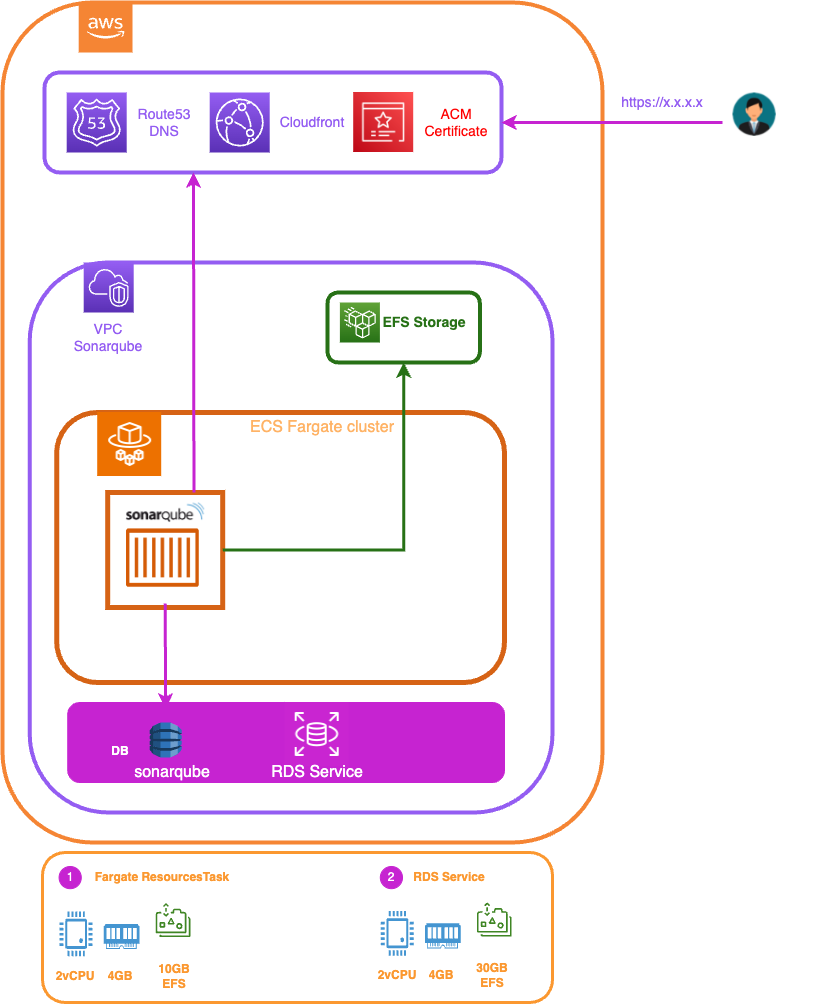 aws
https://x.x.x.x
53
Route53
DNS
Cloudfront
ACM
Certificate
VPC
Sonarqube
EFS Storage
ECS Fargate cluster
sonarqube
DB
sonarqube
RDS Service
1
Fargate ResourcesTask
2
RDS Service
2vCPU
4GB
10GB
EFS
2vCPU
4GB
30GB
EFS